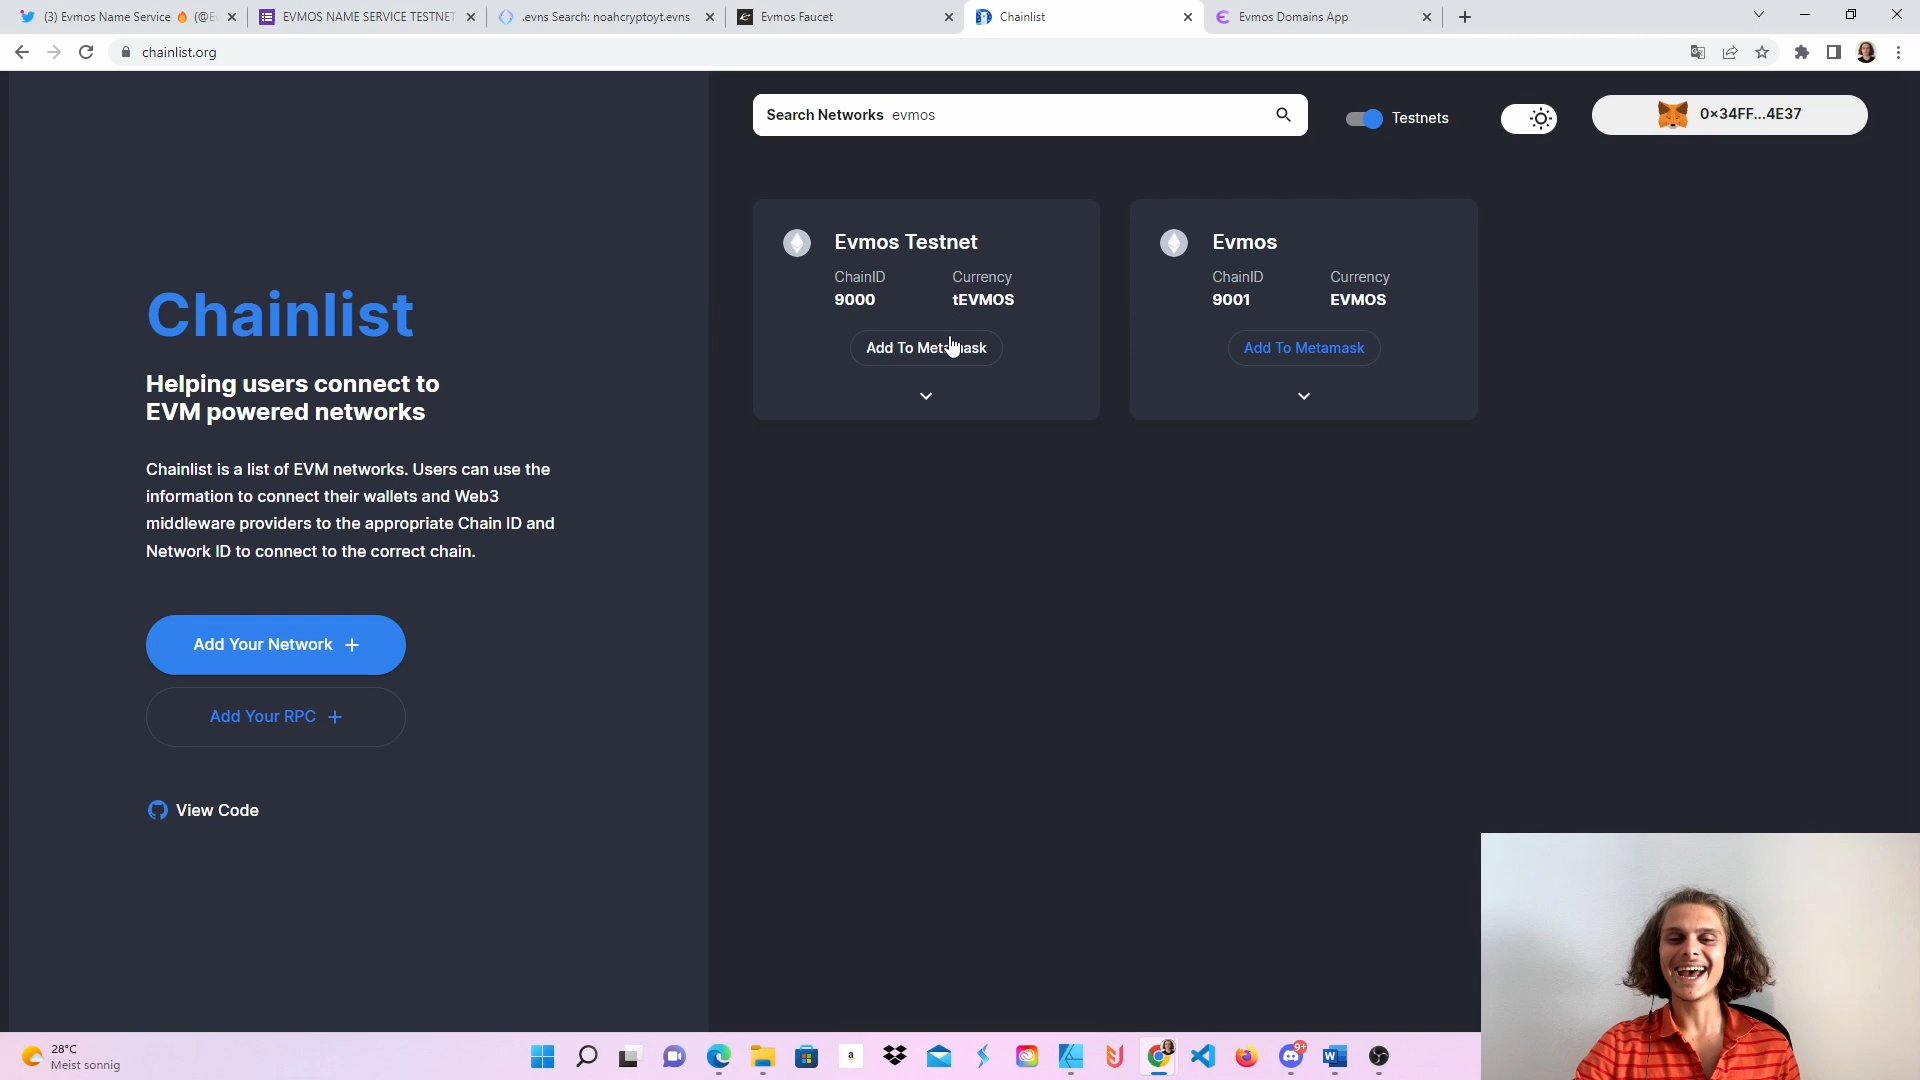 (3) Evmos Name Service 🔥 (@E
EVMOS NAME SERVICE TESTNET
.evns Search: noahcryptoyt.evns
Evmos Faucet
Chainlist
Evmos Domains App
chainlist.org
Search Networks evmos
Testnets
0×34FF...4E37
Evmos Testnet
ChainID Currency
9000 tEVMOS
Add To Metamask
Evmos
ChainID Currency
9001 EVMOS
Add To Metamask
Chainlist
Helping users connect to
EVM powered networks
Chainlist is a list of EVM networks. Users can use the
information to connect their wallets and Web3
middleware providers to the appropriate Chain ID and
Network ID to connect to the correct chain.
Add Your Network +
Add Your RPC +
View Code
28°C
Meist sonnig
a
W
9+